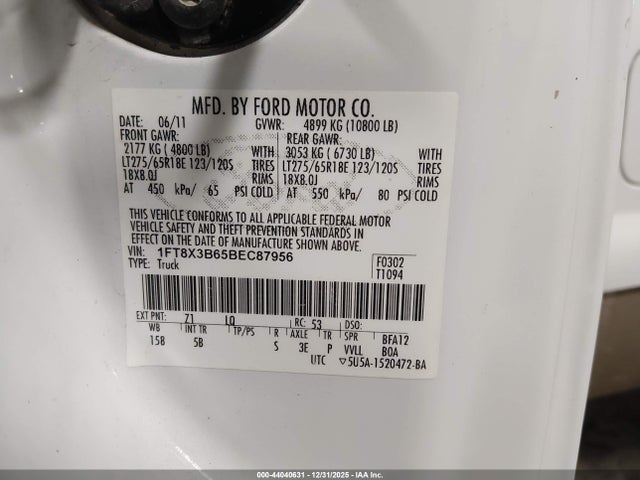 MFD. BY FORD MOTOR CO.
DATE: 06/11 GVWR: 4899 KG (10800 LB)
FRONT GAWR: REAR GAWR:
2177 KG ( 4800 LB) WITH 3053 KG ( 6730 LB) WITH
LT275/65R18E 123/120S TIRES LT275/65R18E 123/120S TIRES
18X8.0J RIMS 18X8.0J RIMS
AT 450 kPa/ 65 PSI COLD AT 550 kPa/ 80 PSI COLD
THIS VEHICLE CONFORMS TO ALL APPLICABLE FEDERAL MOTOR
VEHICLE SAFETY AND THEFT PREVENTION STANDARDS IN
EFFECT ON THE DATE OF MANUFACTURE SHOWN ABOVE.
VIN: 1FT8X3B65BEC87956 F0302
TYPE: Truck T1094
EXT PNT: Z1 LQ RC: 53 DSO:
WB INT TR TP/PS R AXLE TR SPR BFA12
15B 5B S 3E P VVLL BOA
UTC ▽5U5A-1520472-BA
000-44040631 - 12/31/2025 - IAA Inc.